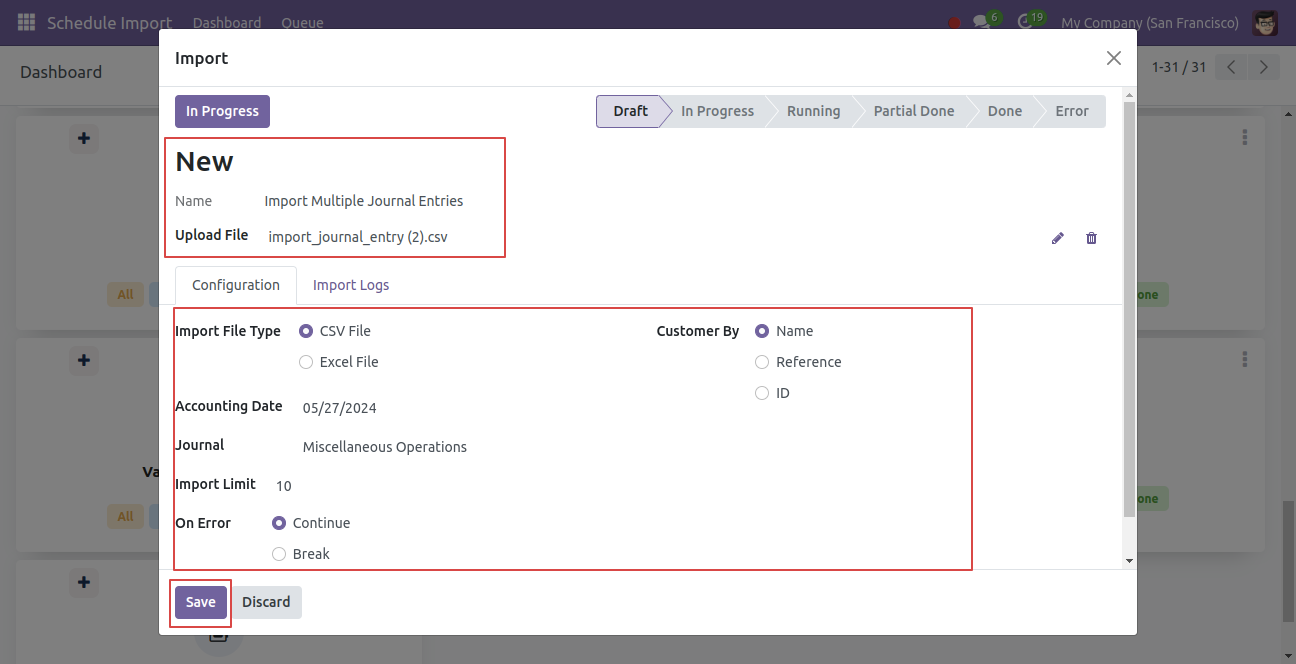 Schedule Import Dashboard Queue 6 19 My Company (San Francisco)
Dashboard 1-31 / 31
Import
In Progress Draft In Progress Running Partial Done Done Error
New
Name Import Multiple Journal Entries
Upload File import_journal_entry (2).csv
Configuration Import Logs
All one
Import File Type CSV File Customer By Name
Excel File Reference
ID
Accounting Date 05/27/2024
Journal Miscellaneous Operations
Va
Import Limit 10
All one
On Error Continue
Break
Save Discard